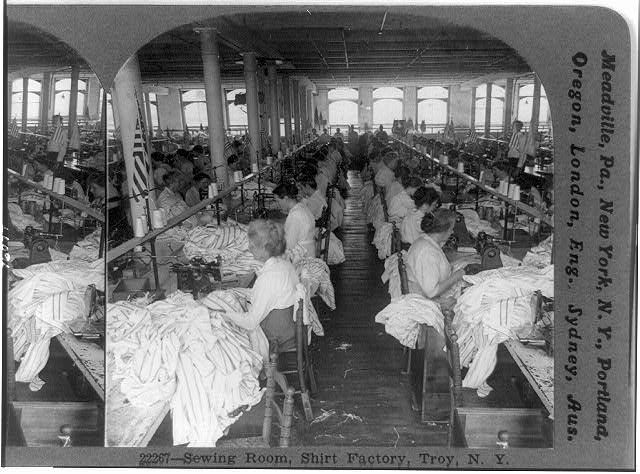 Meadville, Pa., New York, N. Y., Portland,
Oregon, London, Eng. Sydney, Aus.
22267—Sewing Room, Shirt Factory, Troy, N. Y.